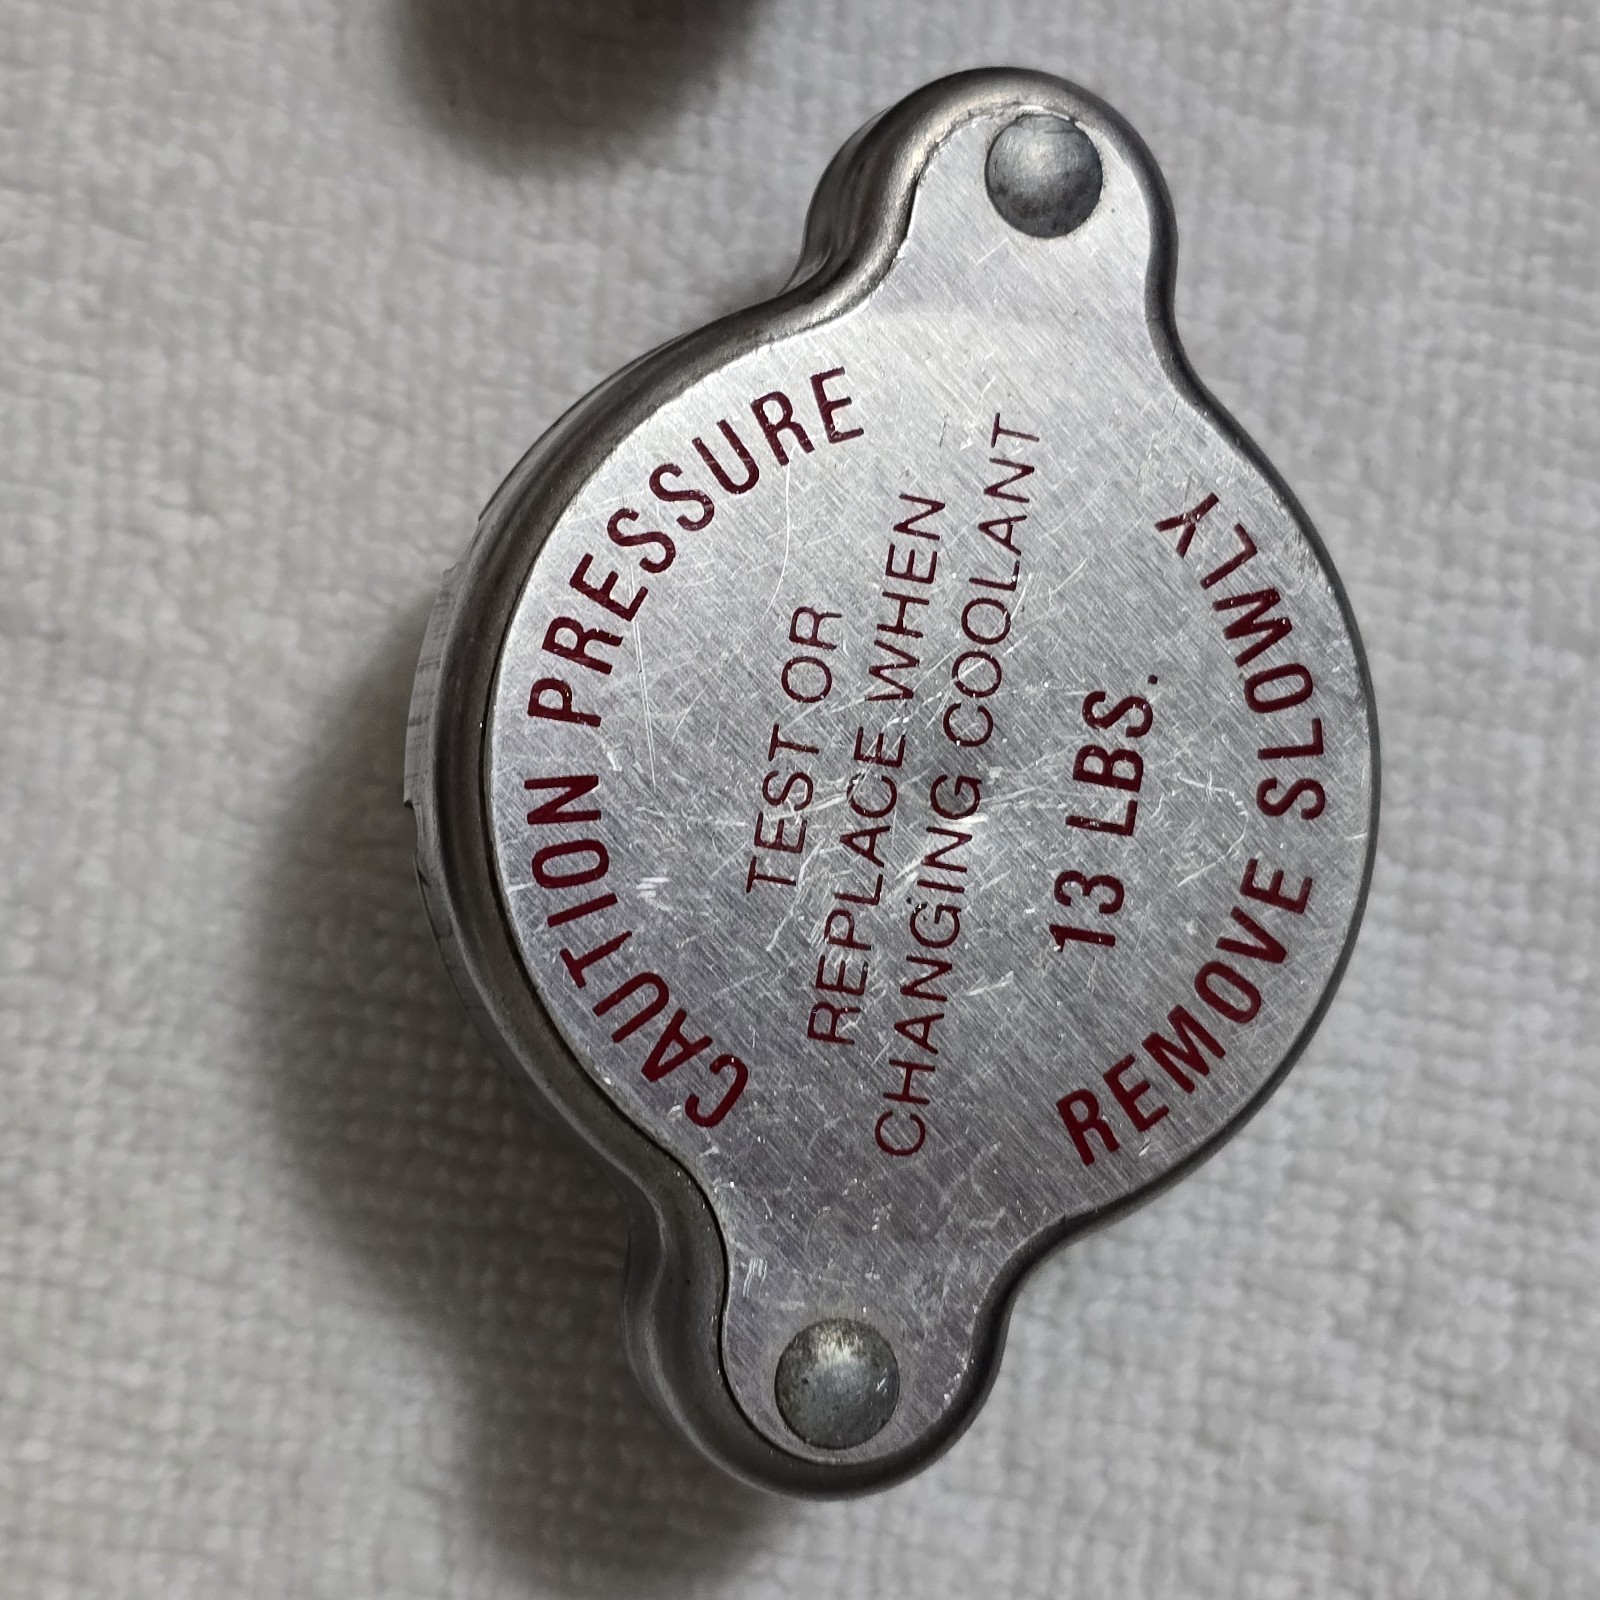 CAUTION PRESSURE
TEST OR
REPLACE WHEN
CHANGING COOLANT
13 LBS.
REMOVE SLOWLY